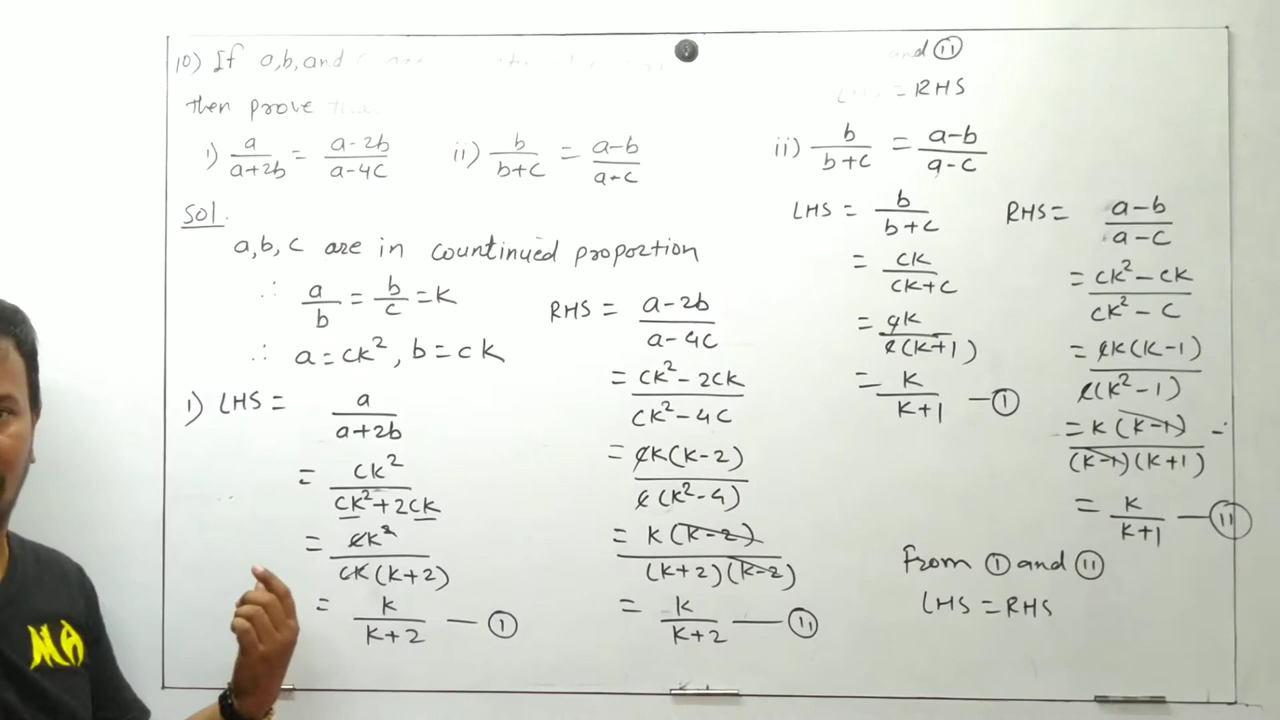 10) If a,b, and
then prove
i) a/(a+2b) = (a-2b)/(a-4c) ii) b/(b+c) = (a-b)/(a-c)
Sol.
a,b,c are in countinued proportion
∴ a/b = b/c = k
∴ a = ck², b = ck
i) LHS = a/(a+2b)
= ck²/(ck²+2ck)
= ck²/(ck(k+2))
= k/(k+2) — ⓘ
RHS = (a-2b)/(a-4c)
= (ck²-2ck)/(ck²-4c)
= ck(k-2)/(c(k²-4))
= k(k-2)/((k+2)(k-2))
= k/(k+2) — ⓘⓘ
and ⓘⓘ
= RHS
ii) b/(b+c) = (a-b)/(a-c)
LHS = b/(b+c)
= ck/(ck+c)
= ck/(c(k+1))
= k/(k+1) — ⓘ
RHS = (a-b)/(a-c)
= (ck²-ck)/(ck²-c)
= ck(k-1)/(c(k²-1))
= k(k-1)/((k-1)(k+1))
= k/(k+1) — ⓘⓘ
From ⓘ and ⓘⓘ
LHS = RHS
MA